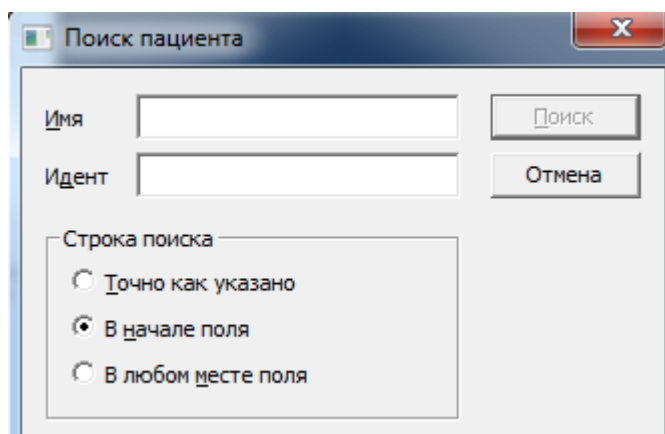 Поиск пациента
Имя
Поиск
Идент
Отмена
Строка поиска
Точно как указано
В начале поля
В любом месте поля